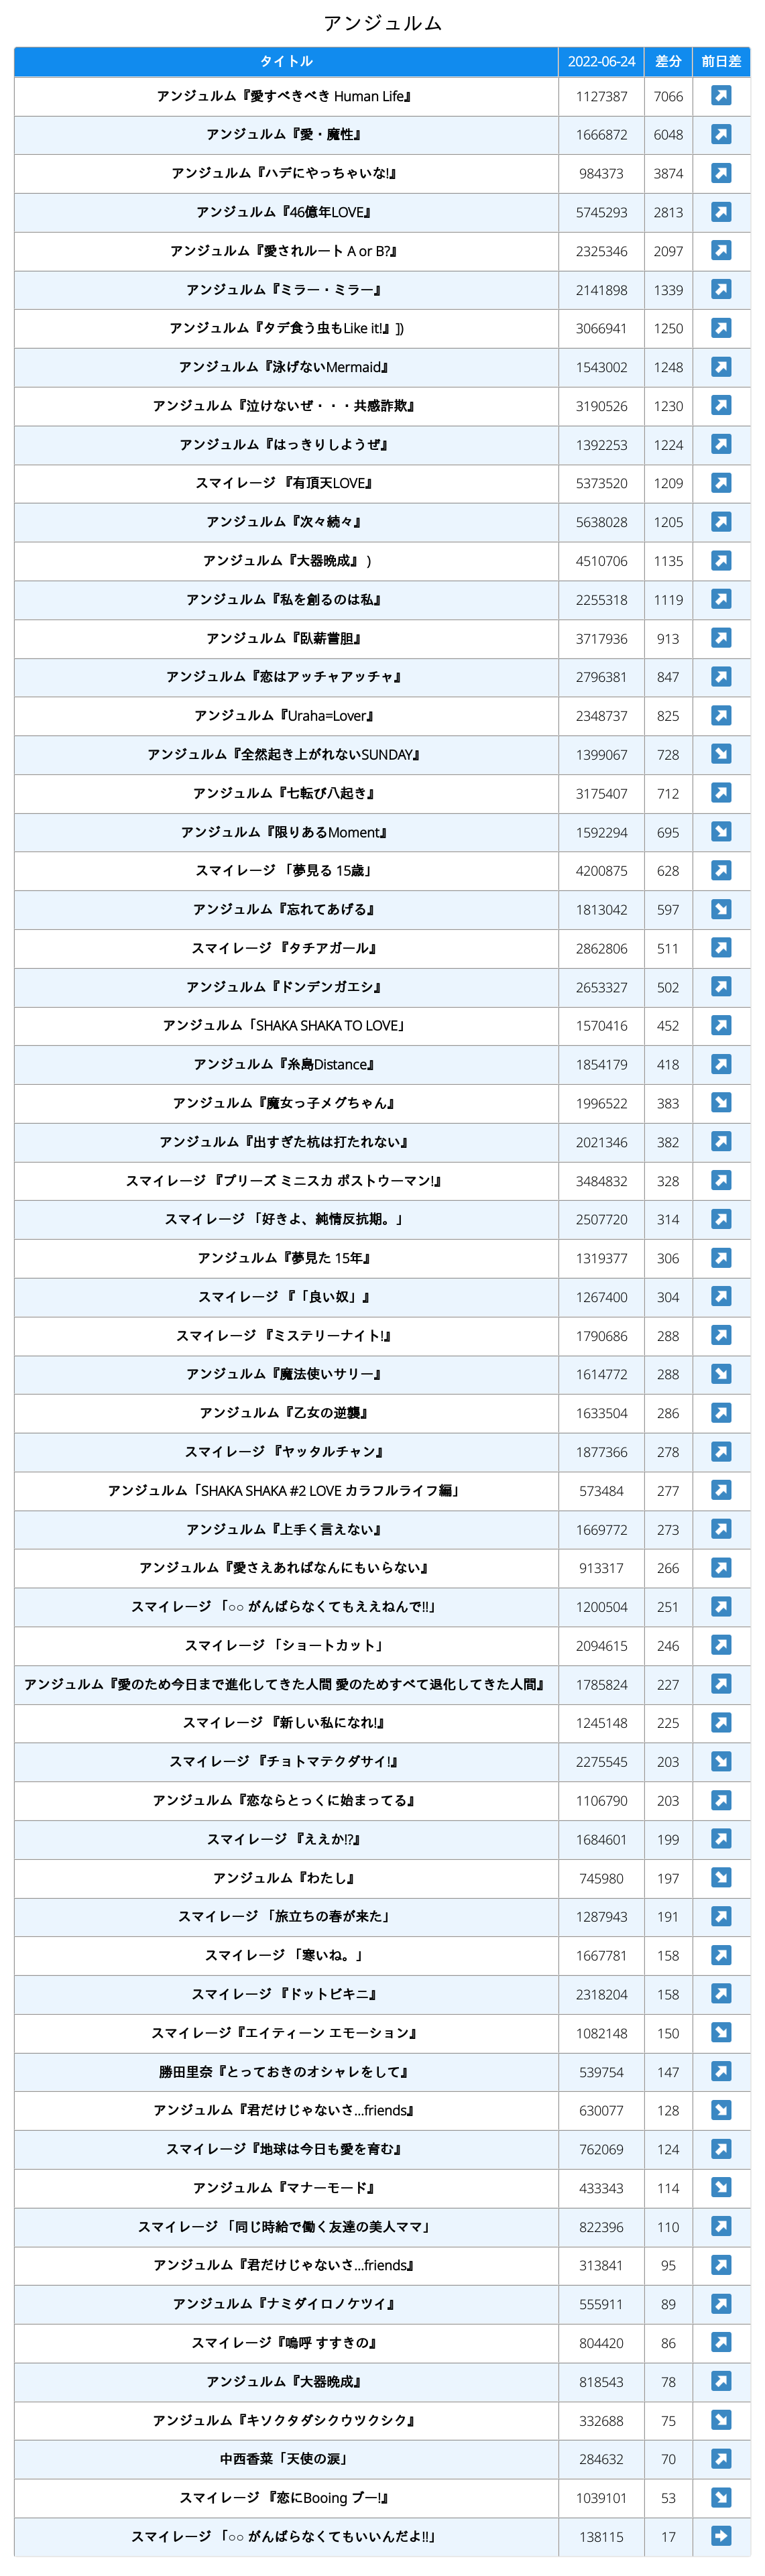 アンジュルム
タイトル 2022-06-24 差分 前日差
アンジュルム『愛すべきべき Human Life』 1127387 7066
アンジュルム『愛・魔性』 1666872 6048
アンジュルム『ハデにやっちゃいな!』 984373 3874
アンジュルム『46億年LOVE』 5745293 2813
アンジュルム『愛されルート A or B?』 2325346 2097
アンジュルム『ミラー・ミラー』 2141898 1339
アンジュルム『タデ食う虫もLike it!』]) 3066941 1250
アンジュルム『泳げないMermaid』 1543002 1248
アンジュルム『泣けないぜ・・・共感詐欺』 3190526 1230
アンジュルム『はっきりしようぜ』 1392253 1224
スマイレージ 『有頂天LOVE』 5373520 1209
アンジュルム『次々続々』 5638028 1205
アンジュルム『大器晩成』 ) 4510706 1135
アンジュルム『私を創るのは私』 2255318 1119
アンジュルム『臥薪嘗胆』 3717936 913
アンジュルム『恋はアッチャアッチャ』 2796381 847
アンジュルム『Uraha=Lover』 2348737 825
アンジュルム『全然起き上がれないSUNDAY』 1399067 728
アンジュルム『七転び八起き』 3175407 712
アンジュルム『限りあるMoment』 1592294 695
スマイレージ 「夢見る 15歳」 4200875 628
アンジュルム『忘れてあげる』 1813042 597
スマイレージ 『タチアガール』 2862806 511
アンジュルム『ドンデンガエシ』 2653327 502
アンジュルム「SHAKA SHAKA TO LOVE」 1570416 452
アンジュルム『糸島Distance』 1854179 418
アンジュルム『魔女っ子メグちゃん』 1996522 383
アンジュルム『出すぎた杭は打たれない』 2021346 382
スマイレージ 『プリーズ ミニスカ ポストウーマン!』 3484832 328
スマイレージ 「好きよ、純情反抗期。」 2507720 314
アンジュルム『夢見た 15年』 1319377 306
スマイレージ 『「良い奴」』 1267400 304
スマイレージ 『ミステリーナイト!』 1790686 288
アンジュルム『魔法使いサリー』 1614772 288
アンジュルム『乙女の逆襲』 1633504 286
スマイレージ 『ヤッタルチャン』 1877366 278
アンジュルム「SHAKA SHAKA #2 LOVE カラフルライフ編」 573484 277
アンジュルム『上手く言えない』 1669772 273
アンジュルム『愛さえあればなんにもいらない』 913317 266
スマイレージ 「○○ がんばらなくてもええねんで!!」 1200504 251
スマイレージ 「ショートカット」 2094615 246
アンジュルム『愛のため今日まで進化してきた人間 愛のためすべて退化してきた人間』 1785824 227
スマイレージ 『新しい私になれ!』 1245148 225
スマイレージ 『チョトマテクダサイ!』 2275545 203
アンジュルム『恋ならとっくに始まってる』 1106790 203
スマイレージ 『ええか!?』 1684601 199
アンジュルム『わたし』 745980 197
スマイレージ 「旅立ちの春が来た」 1287943 191
スマイレージ 「寒いね。」 1667781 158
スマイレージ 『ドットビキニ』 2318204 158
スマイレージ『エイティーン エモーション』 1082148 150
勝田里奈『とっておきのオシャレをして』 539754 147
アンジュルム『君だけじゃないさ...friends』 630077 128
スマイレージ『地球は今日も愛を育む』 762069 124
アンジュルム『マナーモード』 433343 114
スマイレージ 「同じ時給で働く友達の美人ママ」 822396 110
アンジュルム『君だけじゃないさ...friends』 313841 95
アンジュルム『ナミダイロノケツイ』 555911 89
スマイレージ『嗚呼 すすきの』 804420 86
アンジュルム『大器晩成』 818543 78
アンジュルム『キソクタダシクウツクシク』 332688 75
中西香菜「天使の涙」 284632 70
スマイレージ 『恋にBooing ブー!』 1039101 53
スマイレージ 「○○ がんばらなくてもいいんだよ!!」 138115 17